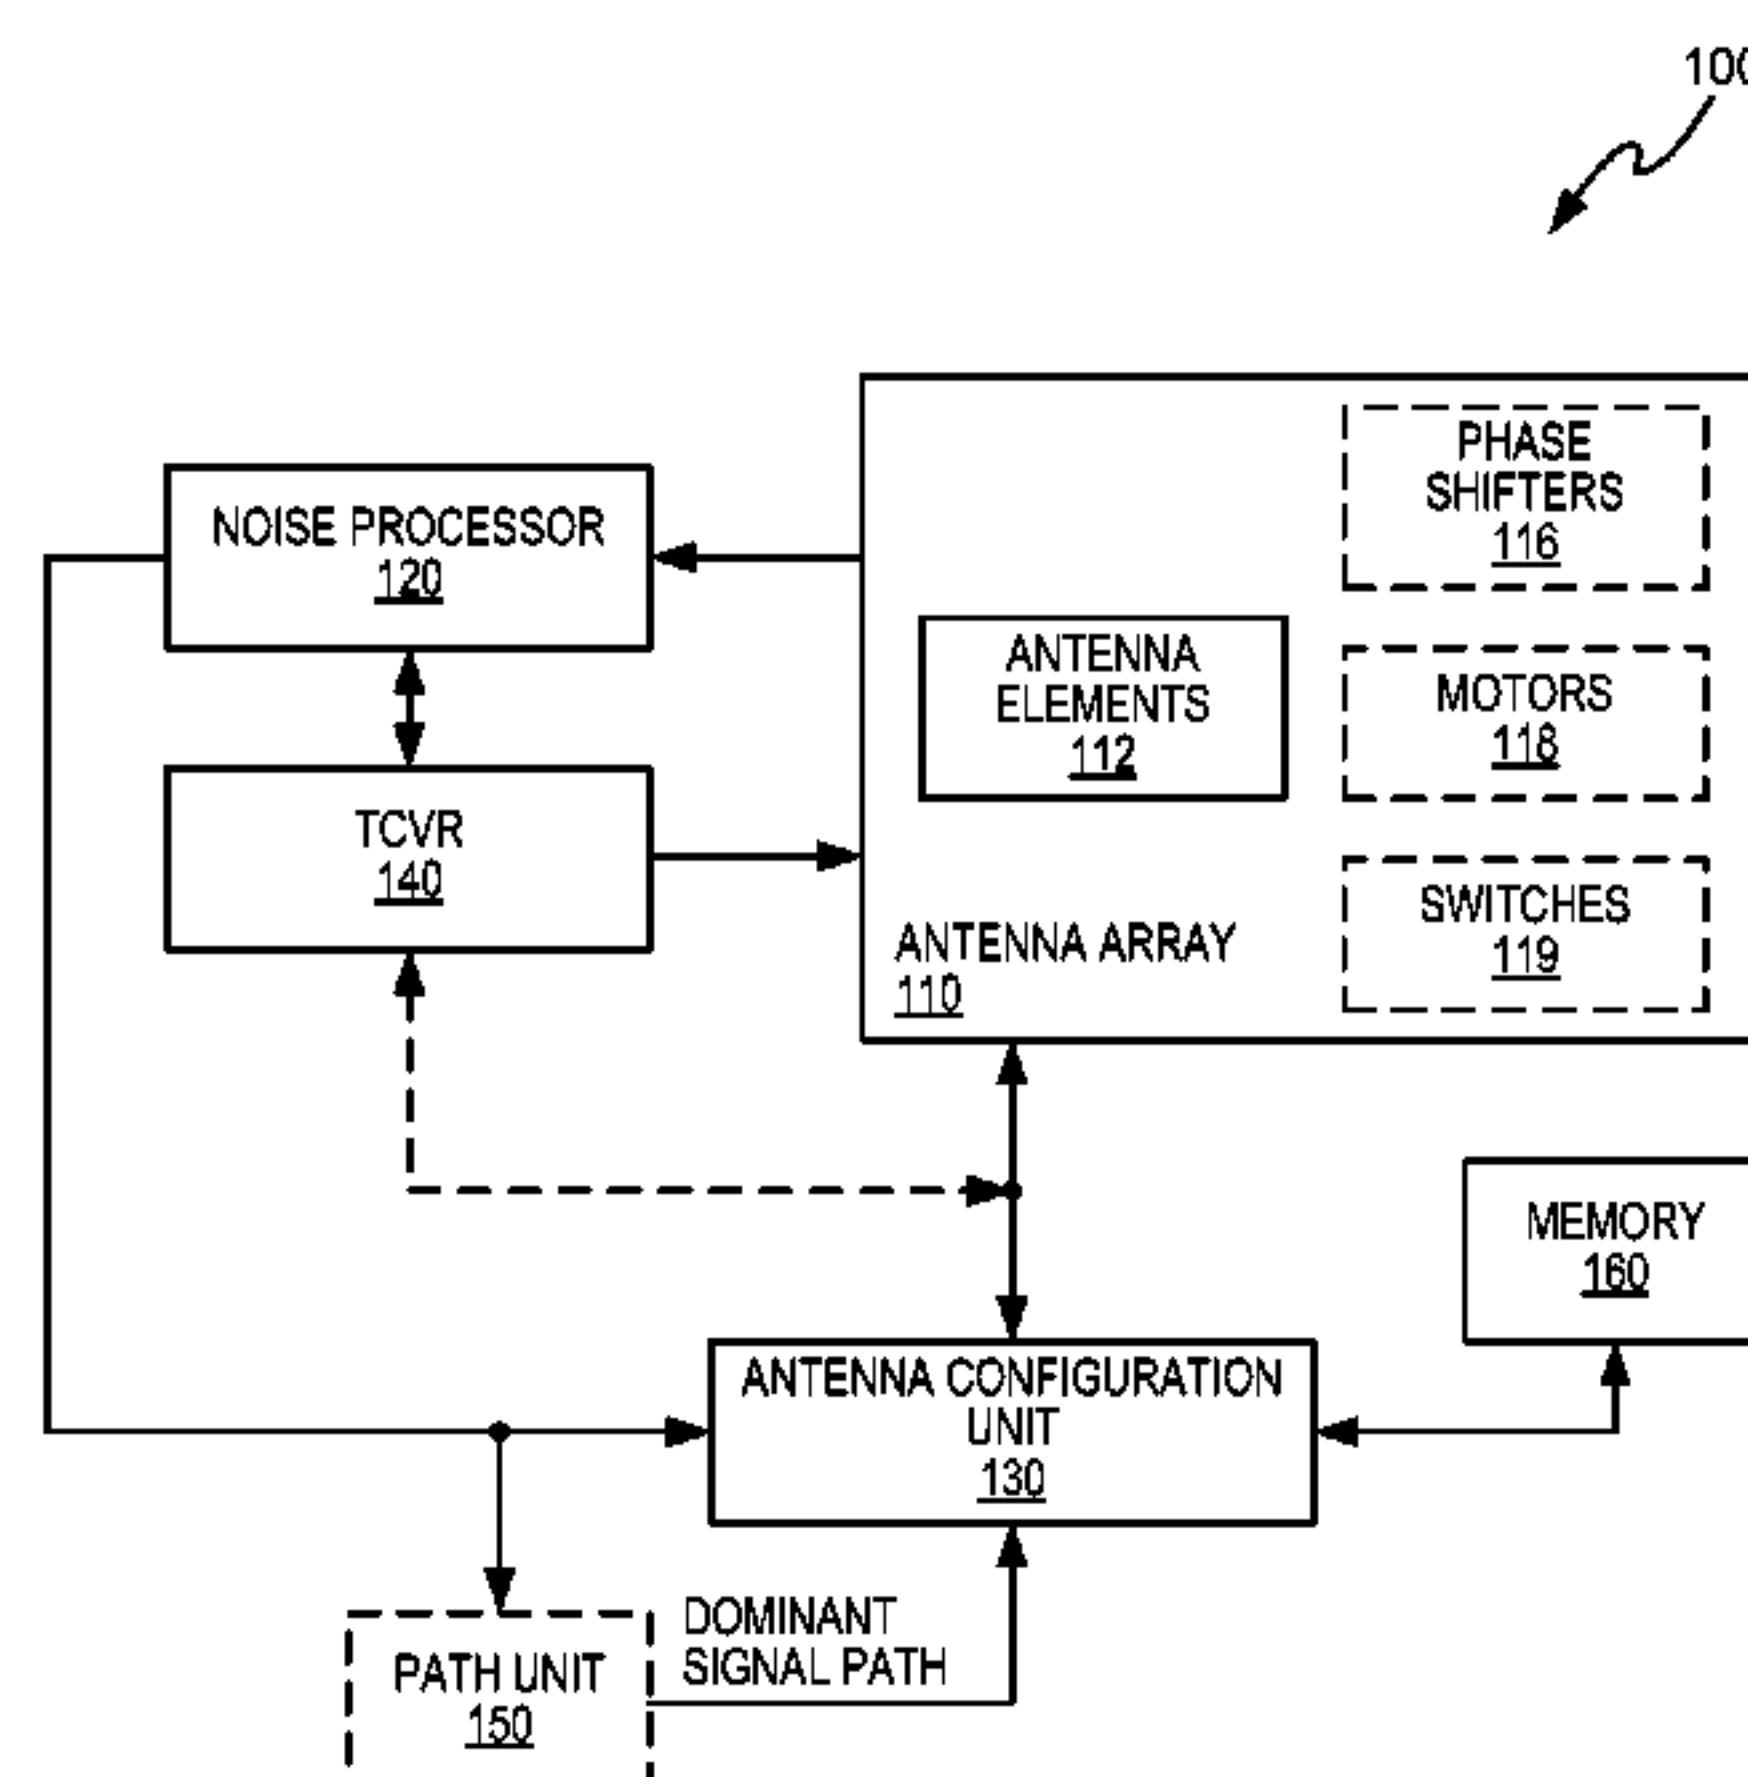 100
PHASE
SHIFTERS
116
NOISE PROCESSOR
120
ANTENNA
ELEMENTS
112
MOTORS
118
TCVR
140
SWITCHES
119
ANTENNA ARRAY
110
MEMORY
160
ANTENNA CONFIGURATION
UNIT
130
DOMINANT
SIGNAL PATH
PATH UNIT
150